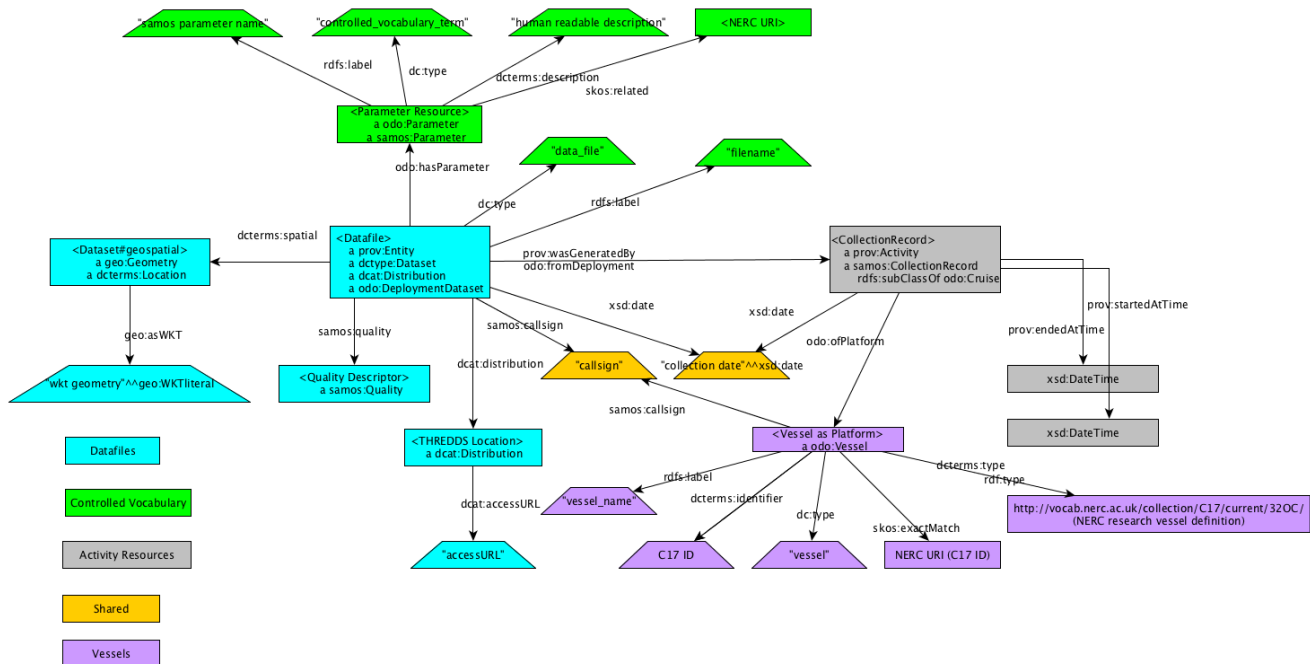 "samos parameter name"
"controlled_vocabulary_term"
"human readable description"
<NERC URI>
rdfs:label
dc:type
dcterms:description
skos:related
<Parameter Resource>
a odo:Parameter
a samos:Parameter
odo:hasParameter
"data_file"
"filename"
dc:type
rdfs:label
dcterms:spatial
<Dataset#geospatial>
a geo:Geometry
a dcterms:Location
<Datafile>
a prov:Entity
a dctype:Dataset
a dcat:Distribution
a odo:DeploymentDataset
prov:wasGeneratedBy
odo:fromDeployment
<CollectionRecord>
a prov:Activity
a samos:CollectionRecord
rdfs:subClassOf odo:Cruise
prov:startedAtTime
prov:endedAtTime
geo:asWKT
samos:quality
samos:callsign
xsd:date
xsd:date
odo:ofPlatform
dcat:distribution
"wkt geometry"^^geo:WKTliteral
<Quality Descriptor>
a samos:Quality
"callsign"
"collection date"^^xsd:date
xsd:DateTime
xsd:DateTime
samos:callsign
<THREDDS Location>
a dcat:Distribution
<Vessel as Platform>
a odo:Vessel
dcat:accessURL
rdfs:label
dcterms:identifier
dc:type
skos:exactMatch
dcterms:type
rdf:type
"vessel_name"
http://vocab.nerc.ac.uk/collection/C17/current/32OC/
(NERC research vessel definition)
"accessURL"
C17 ID
"vessel"
NERC URI (C17 ID)
Datafiles
Controlled Vocabulary
Activity Resources
Shared
Vessels